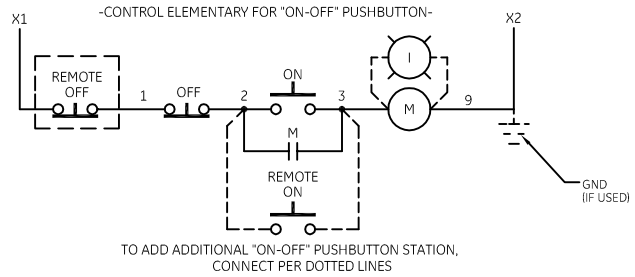 -CONTROL ELEMENTARY FOR "ON-OFF" PUSHBUTTON-
X1
X2
REMOTE
OFF
1
OFF
2
ON
3
I
M
9
M
REMOTE
ON
GND
(IF USED)
TO ADD ADDITIONAL "ON-OFF" PUSHBUTTON STATION,
CONNECT PER DOTTED LINES